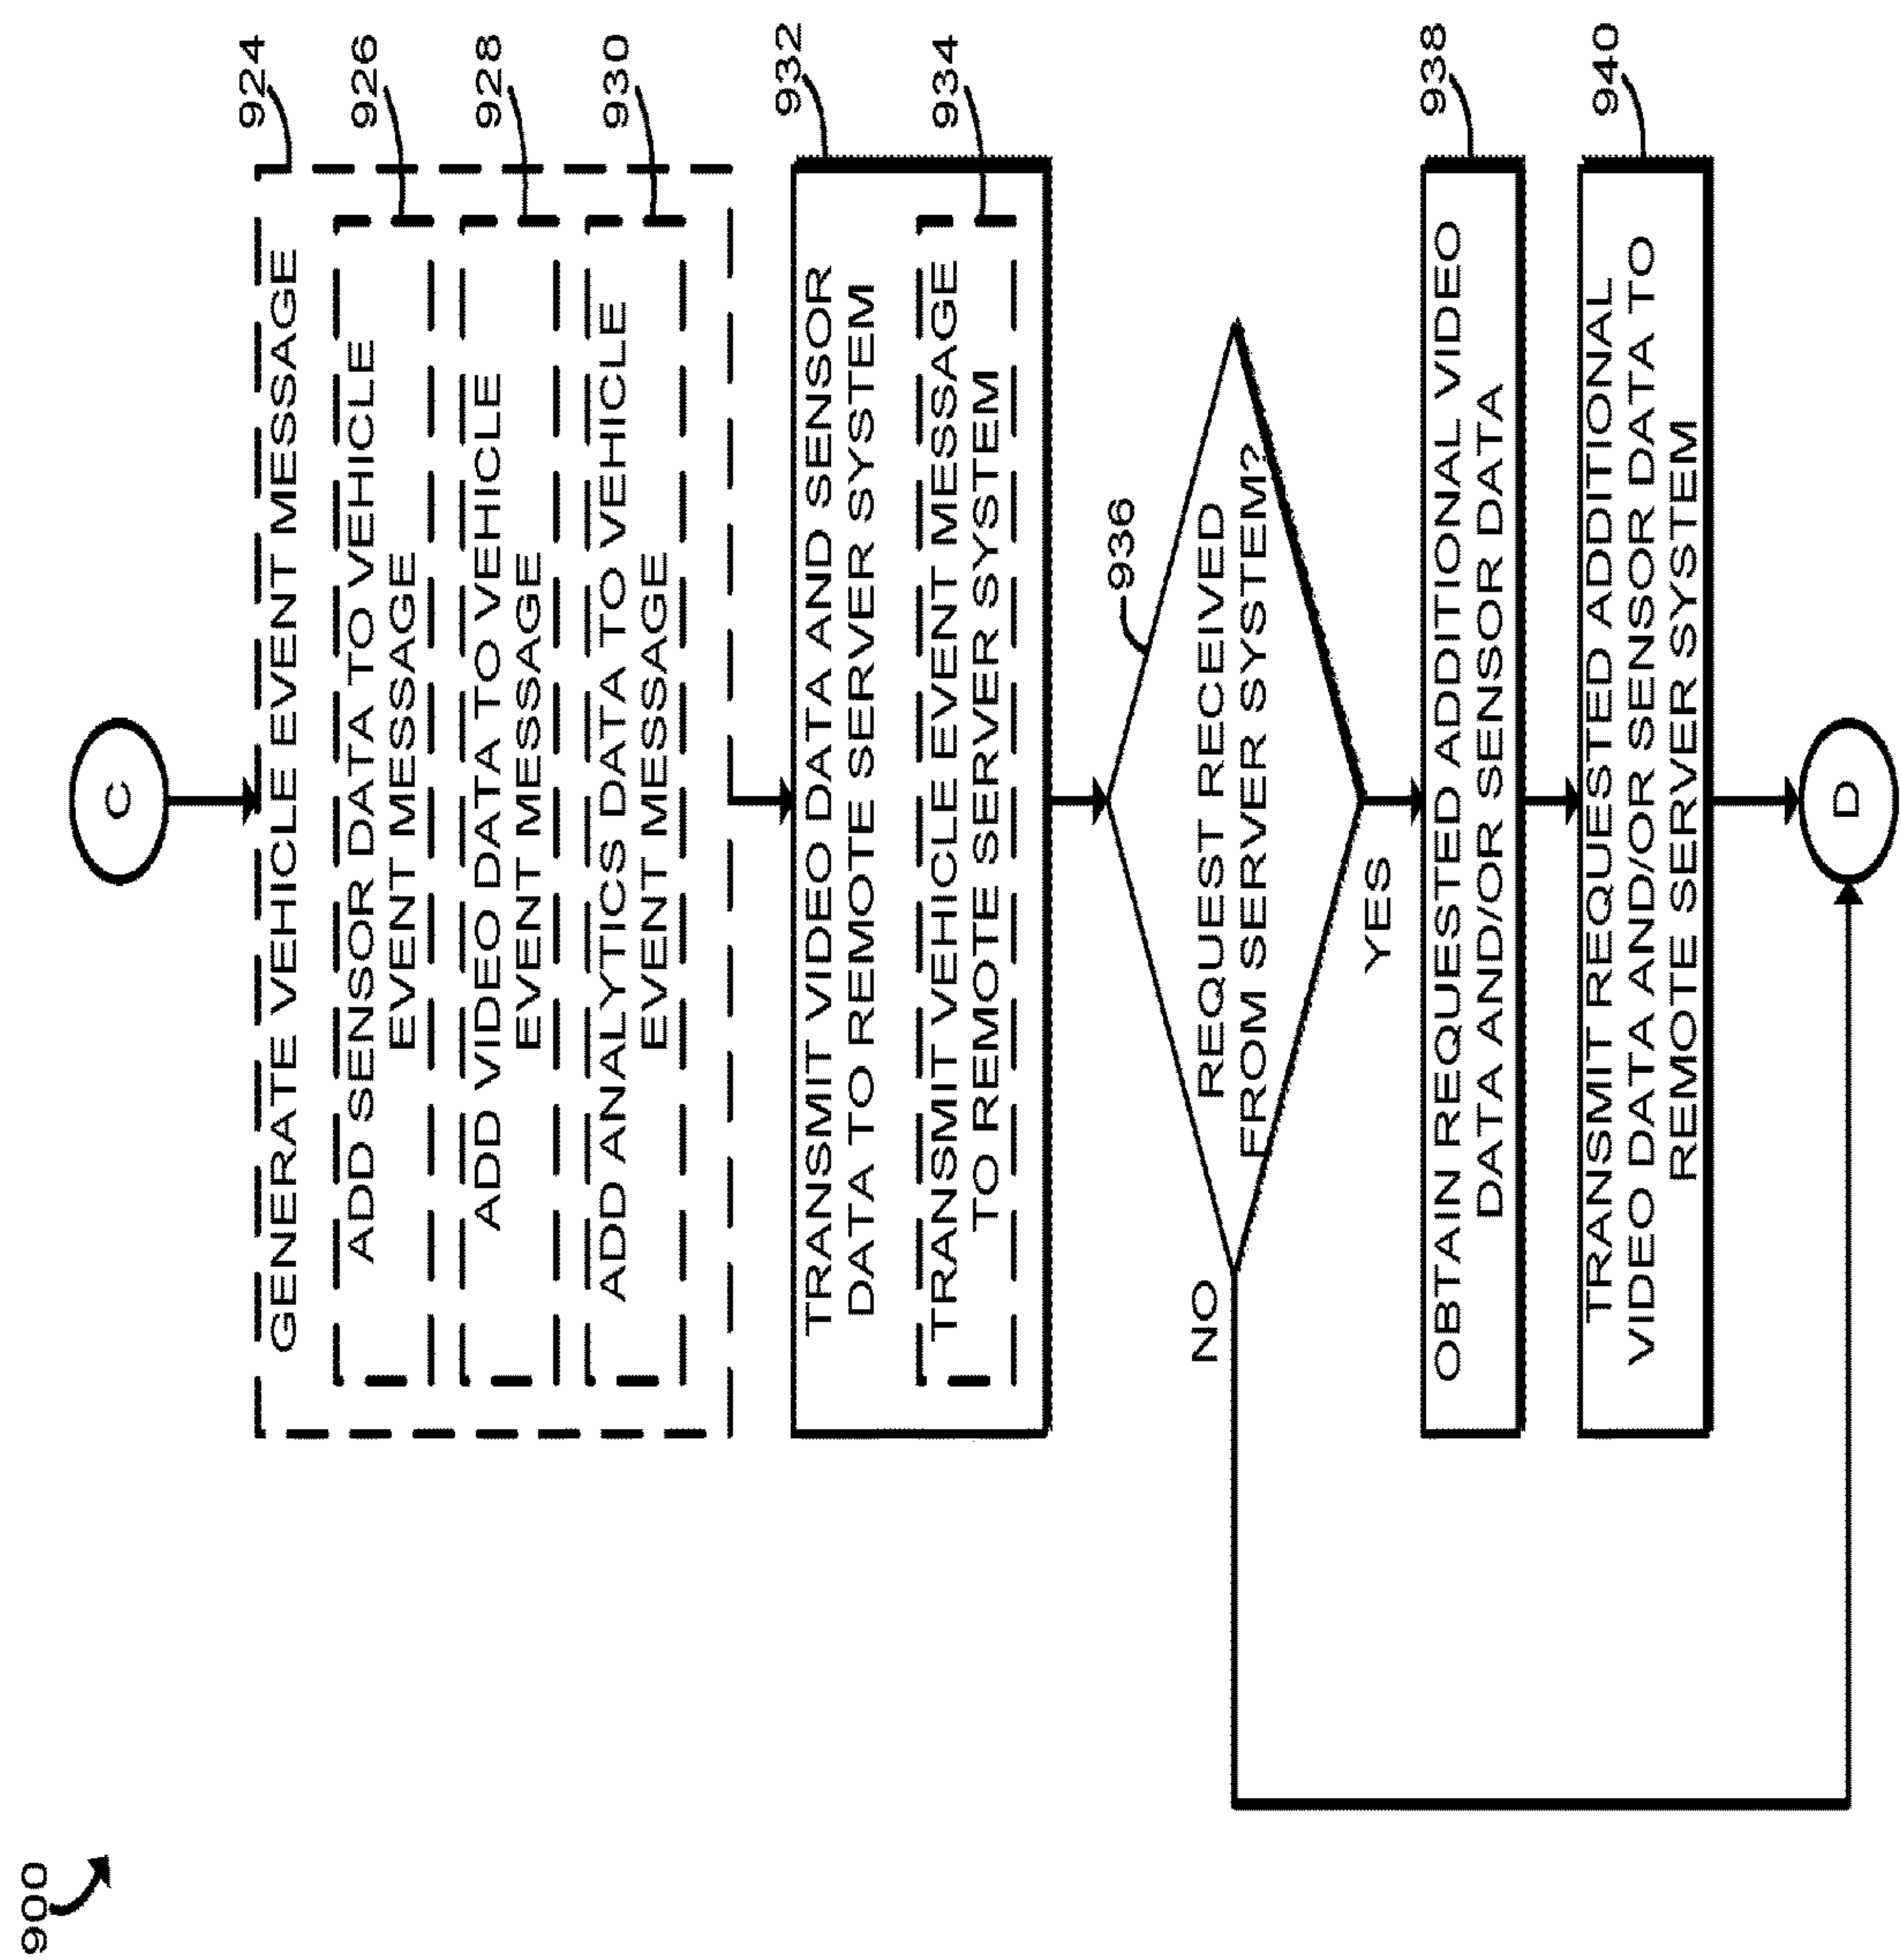 900
C
924
GENERATE VEHICLE EVENT MESSAGE
926
ADD SENSOR DATA TO VEHICLE
EVENT MESSAGE
928
ADD VIDEO DATA TO VEHICLE
EVENT MESSAGE
930
ADD ANALYTICS DATA TO VEHICLE
EVENT MESSAGE
932
TRANSMIT VIDEO DATA AND SENSOR
DATA TO REMOTE SERVER SYSTEM
934
TRANSMIT VEHICLE EVENT MESSAGE
TO REMOTE SERVER SYSTEM
936
REQUEST RECEIVED
FROM SERVER SYSTEM?
NO
YES
938
OBTAIN REQUESTED ADDITIONAL VIDEO
DATA AND/OR SENSOR DATA
940
TRANSMIT REQUESTED ADDITIONAL
VIDEO DATA AND/OR SENSOR DATA TO
REMOTE SERVER SYSTEM
D